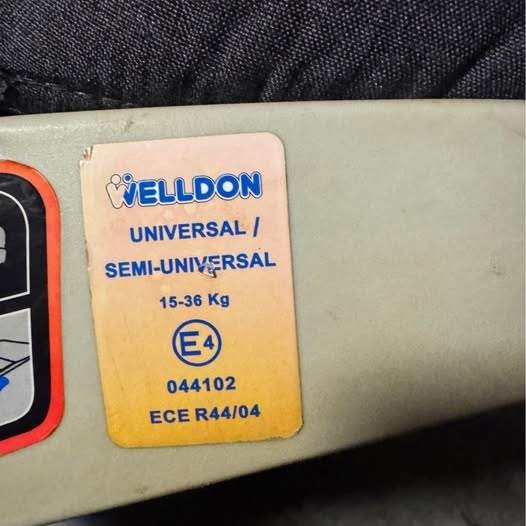 WELLDON
UNIVERSAL /
SEMI-UNIVERSAL
15-36 Kg
E4
044102
ECE R44/04